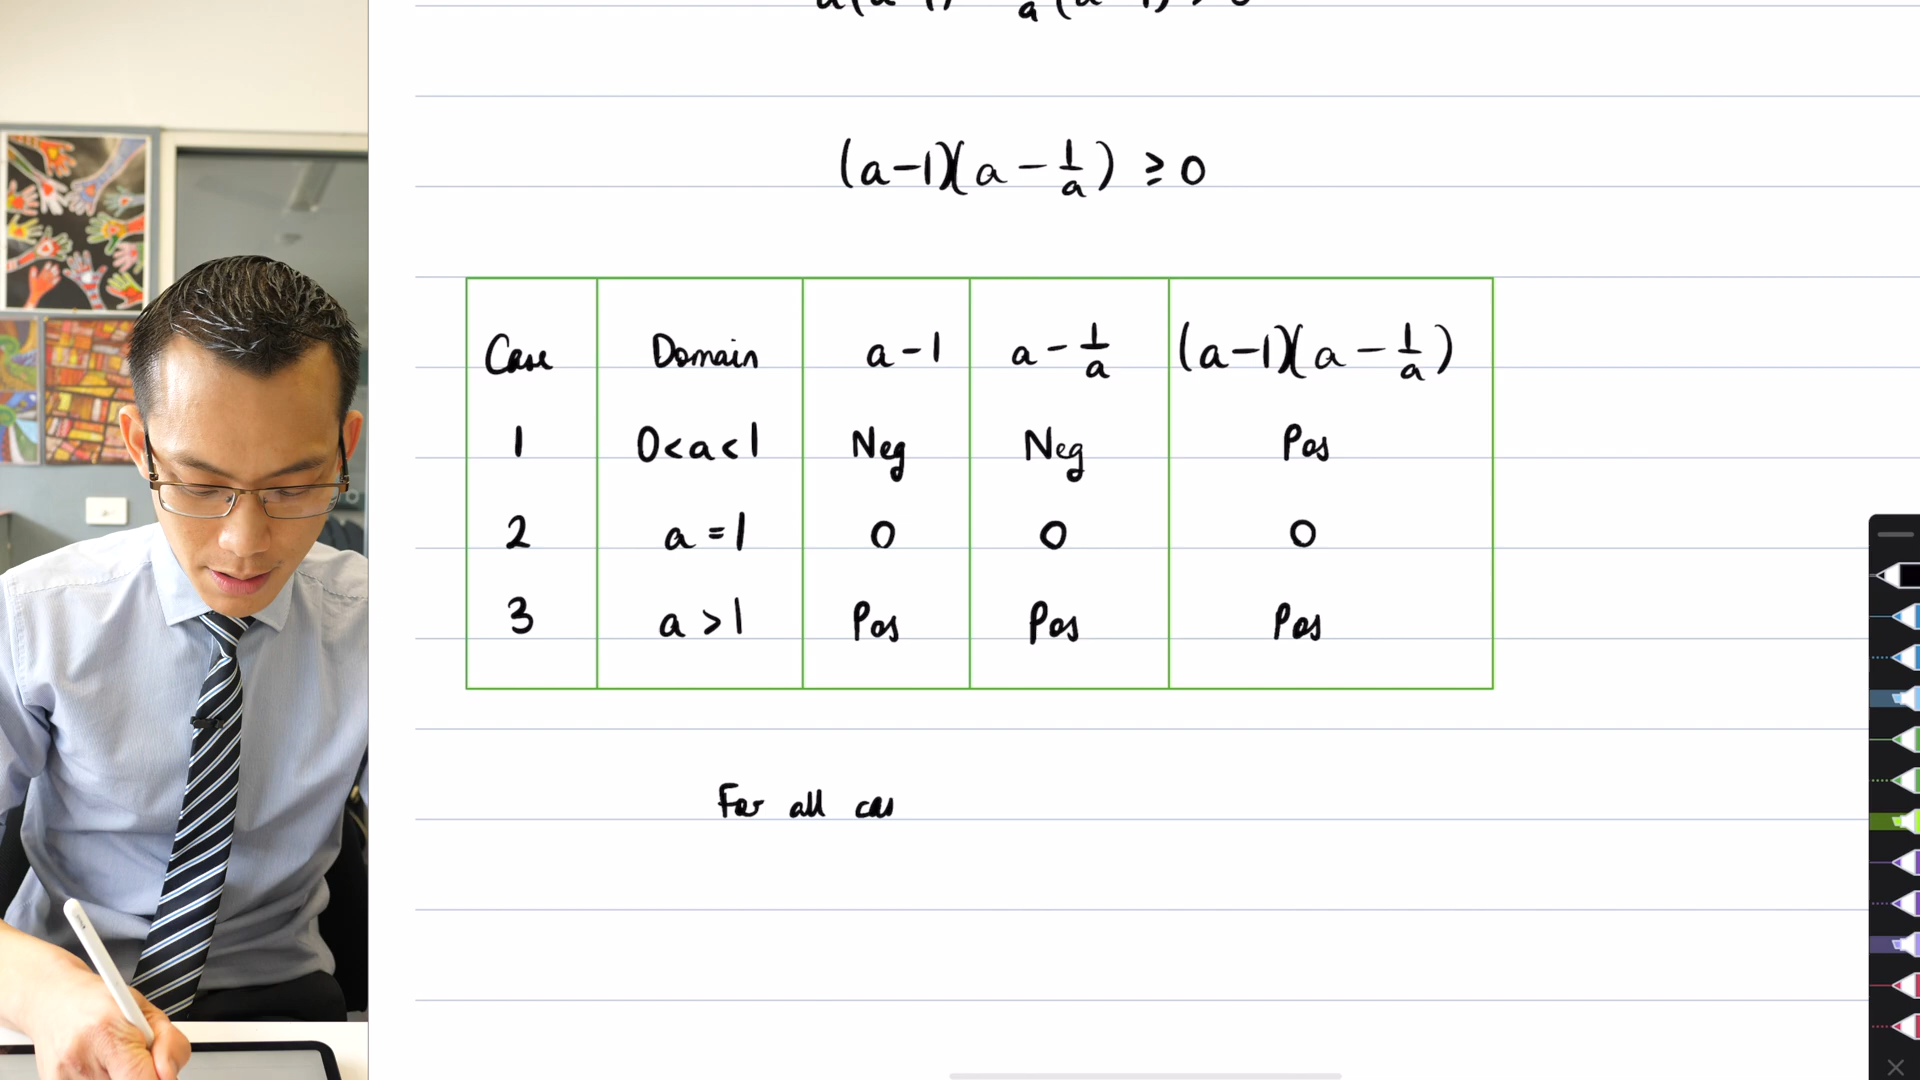 (a-1)(a - 1/a) ≥ 0
Case Domain a-1 a - 1/a (a-1)(a - 1/a)
1 0<a<1 Neg Neg Pos
2 a=1 0 0 0
3 a>1 Pos Pos Pos
For all cas